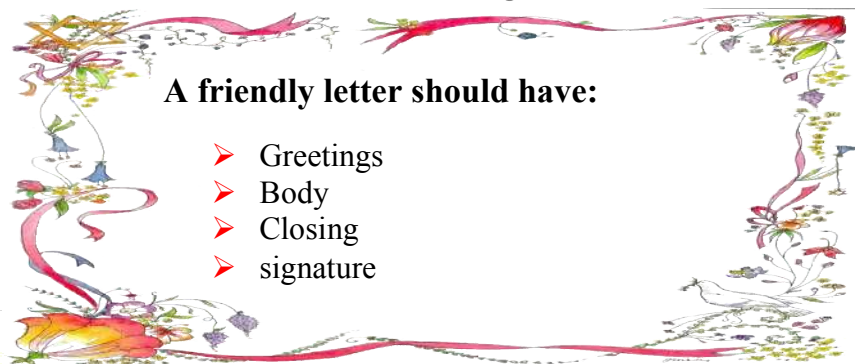 A friendly letter should have:
Greetings
Body
Closing
signature